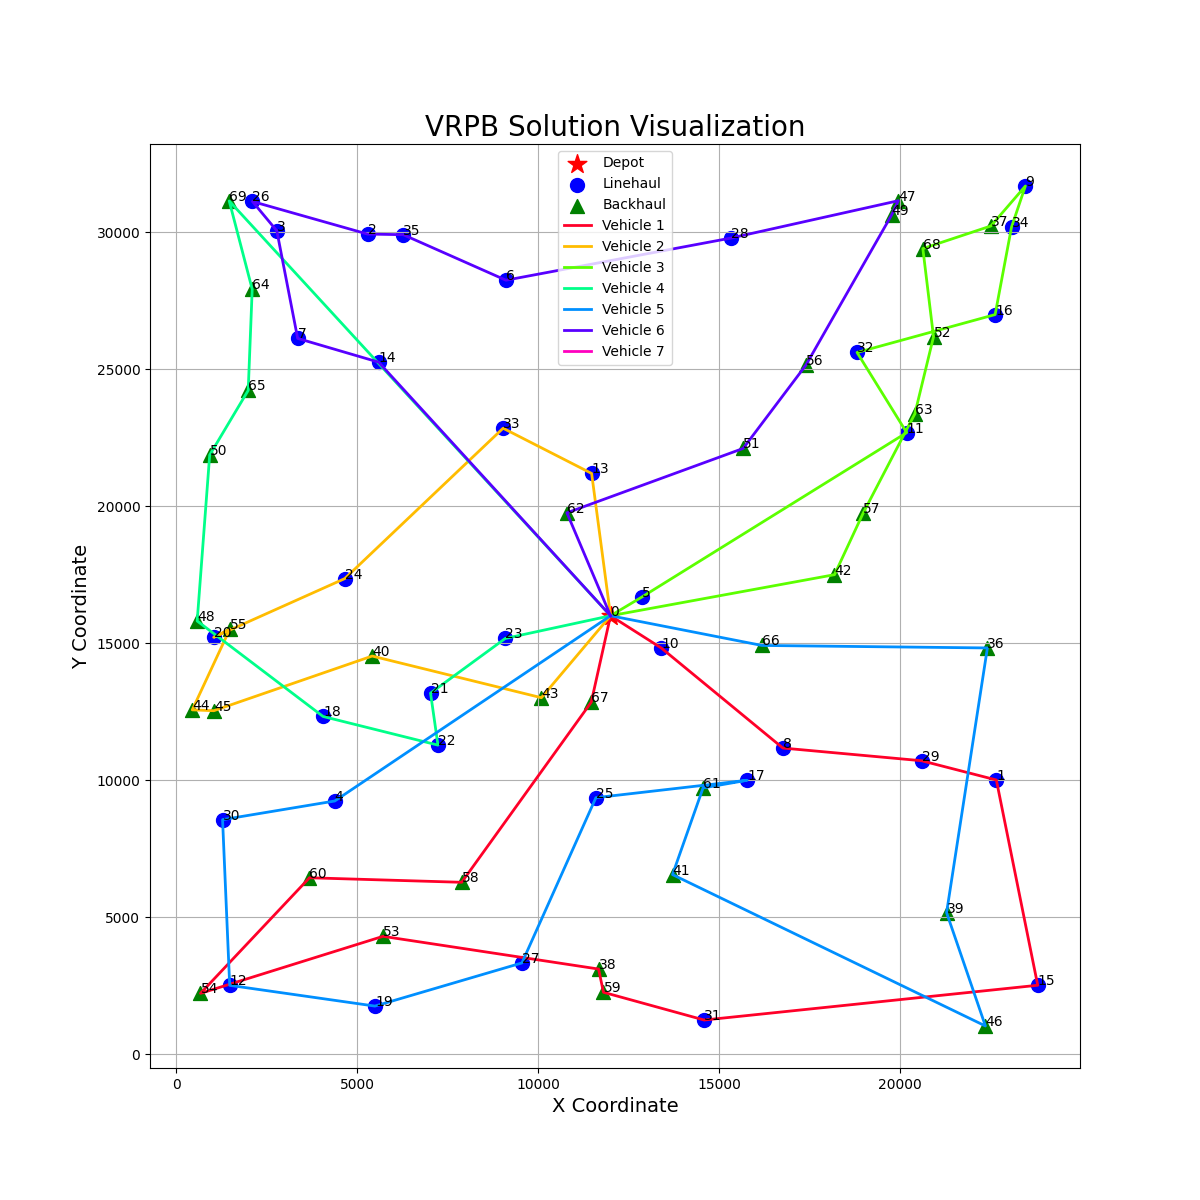 VRPB Solution Visualization
Depot
Linehaul
Backhaul
Vehicle 1
Vehicle 2
Vehicle 3
Vehicle 4
Vehicle 5
Vehicle 6
Vehicle 7
69 26 47 9
3 2 35 28 49 37 34
6 68
64
7 16
14 32 52
56
65
33 63
50 13 51 11
62 57
24 42
5
48 20 55 0
23 10 66 36
40
21 43
44 45 18 67
22 8 29
61 17 1
4 25
30
60 58 41
53 39
27 38
54 12 59 15
19 31 46
30000
25000
20000
15000
10000
5000
0
Y Coordinate
0 5000 10000 15000 20000
X Coordinate